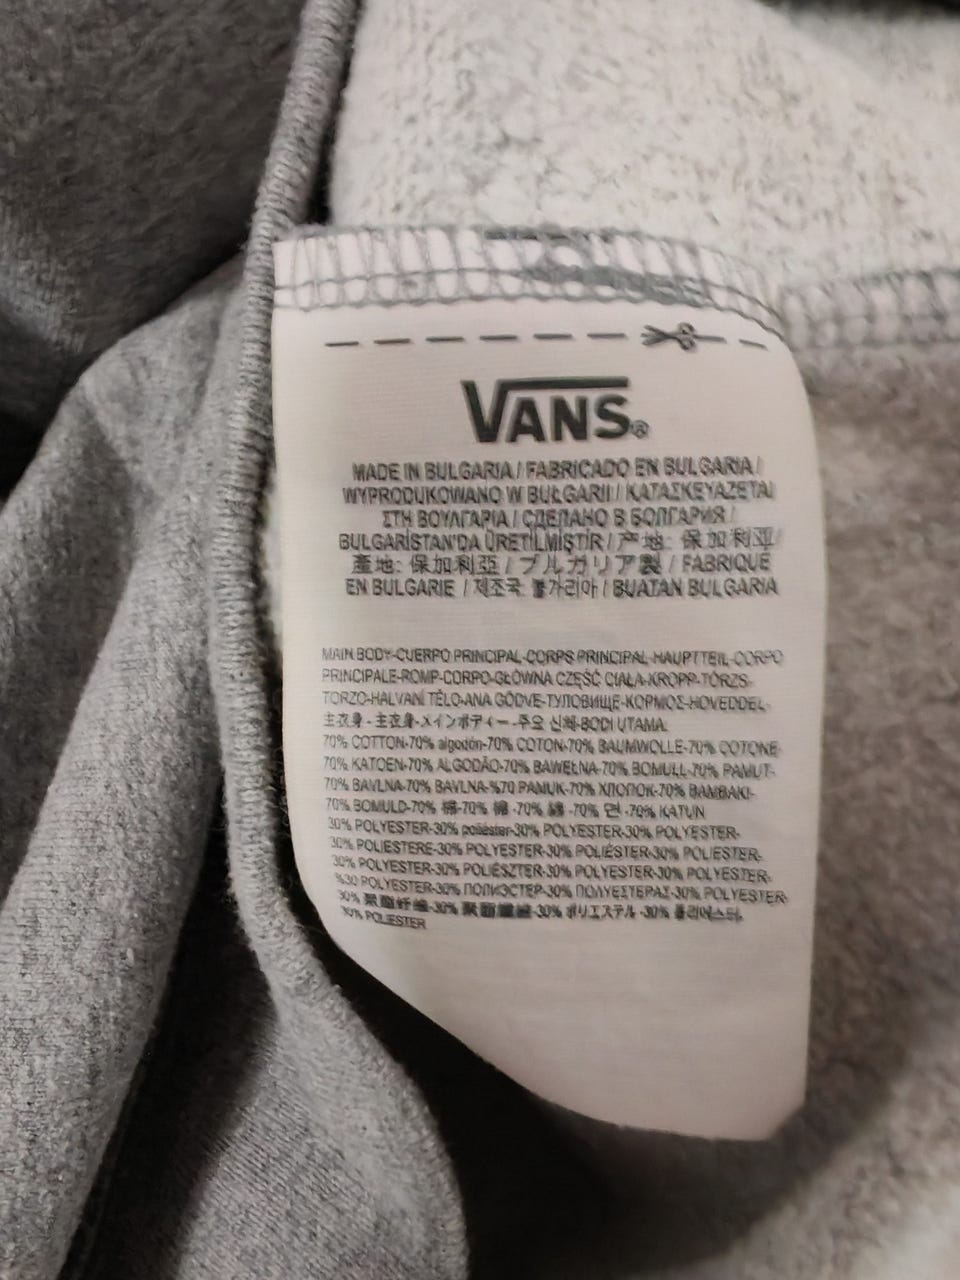 VANS®
MADE IN BULGARIA / FABRICADO EN BULGARIA /
WYPRODUKOWANO W BUŁGARII / ΚΑΤΑΣΚΕΥΑΖΕΤΑΙ
ΣΤΗ ΒΟΥΛΓΑΡΙΑ / СДЕЛАНО В БОЛГАРИЯ /
BULGARİSTAN'DA ÜRETİLMİŞTİR / 产地: 保加利亚/
產地: 保加利亞 / ブルガリア製 / FABRIQUE
EN BULGARIE / 제조국 불가리아 / BUATAN BULGARIA
MAIN BODY-CUERPO PRINCIPAL-CORPS PRINCIPAL-HAUPTTEIL-CORPO
PRINCIPALE-ROMP-CORPO-GŁÓWNA CZĘŚĆ CIAŁA-KROPP-TÖRZS-
TORZO-HALVANÍ TĚLO-ANA GÖDVE-ТУЛОВИЩЕ-ΚΟΡΜΟΣ-HOVEDDEL-
主衣身-主衣身-メインボディー-주요 신체-BODI UTAMA
70% COTTON-70% algodón-70% COTON-70% BAUMWOLLE-70% COTONE-
70% KATOEN-70% ALGODÃO-70% BAWEŁNA-70% BOMULL-70% PAMUT-
70% BAVLNA-70% BAVLNA-%70 PAMUK-70% ХЛОПОК-70% ΒΑΜΒΑΚΙ-
70% BOMULD-70% 棉-70% 棉-70% 綿-70% 면-70% KATUN
30% POLYESTER-30% poliéster-30% POLYESTER-30% POLYESTER-
30% POLIESTERE-30% POLYESTER-30% POLIÉSTER-30% POLIESTER-
30% POLYESTER-30% POLIÉSZTER-30% POLYESTER-30% POLYESTER-
%30 POLYESTER-30% ПОЛИЭСТЕР-30% ΠΟΛΥΕΣΤΕΡΑΣ-30% POLYESTER-
30% 聚酯纤维-30% 聚酯纖維-30% ポリエステル-30% 폴리에스터-
30% POLIESTER